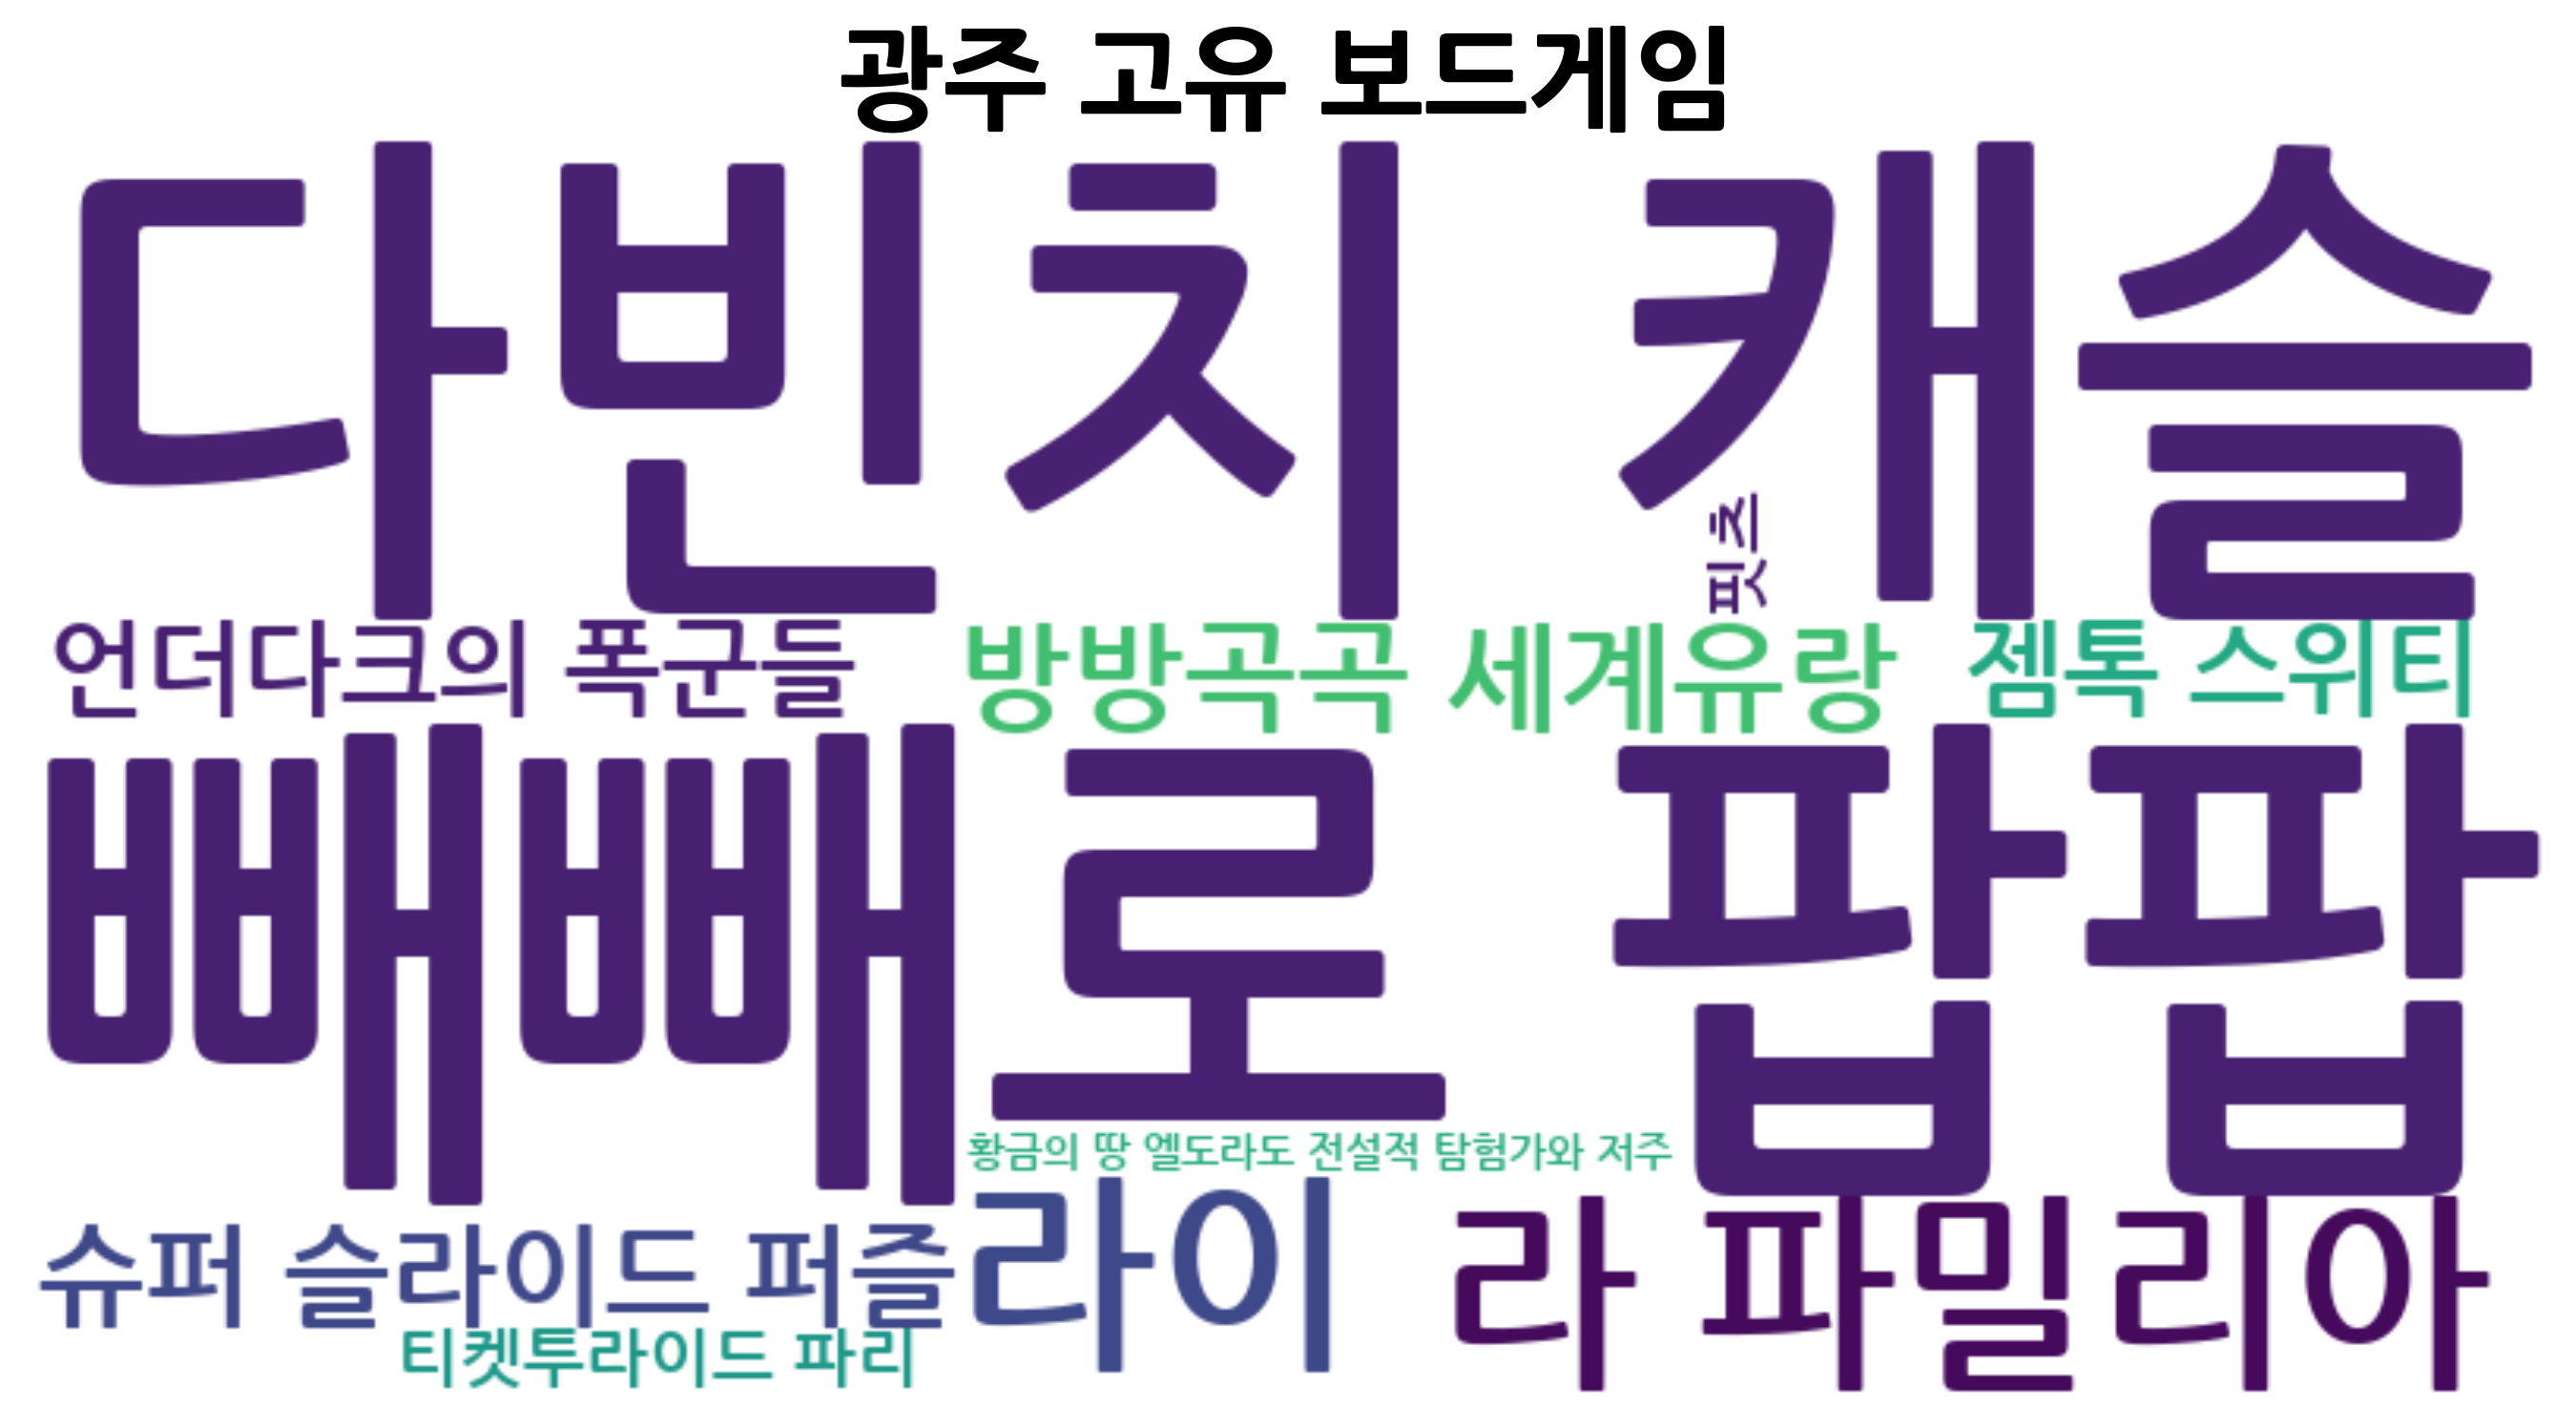 광주 고유 보드게임
다빈치 캐슬
핏츠
언더다크의 폭군들
방방곡곡 세계유랑
젬톡 스위티
빼빼로 팝팝
황금의 땅 엘도라도 전설적 탐험가와 저주
슈퍼 슬라이드 퍼즐
라이
라 파밀리아
티켓투라이드 파리